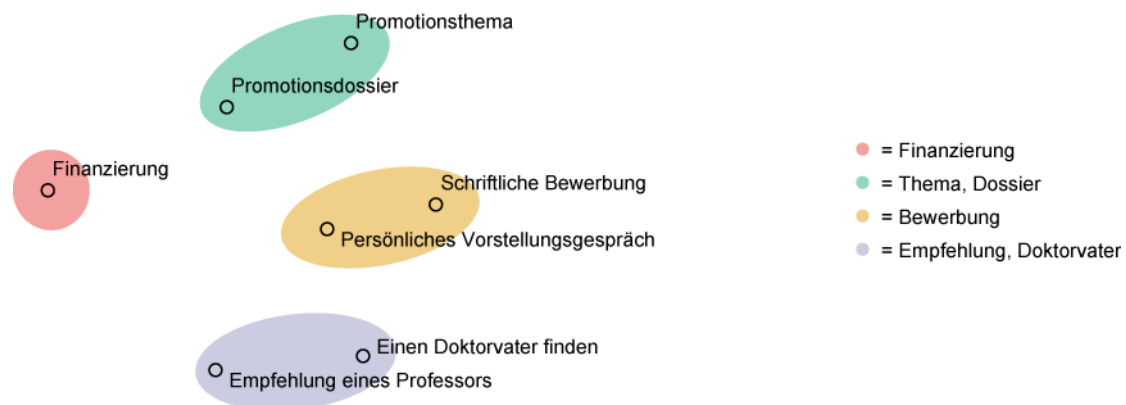 Promotionsthema
Promotionsdossier
Finanzierung
Schriftliche Bewerbung
Persönliches Vorstellungsgespräch
Einen Doktorvater finden
Empfehlung eines Professors
= Finanzierung
= Thema, Dossier
= Bewerbung
= Empfehlung, Doktorvater